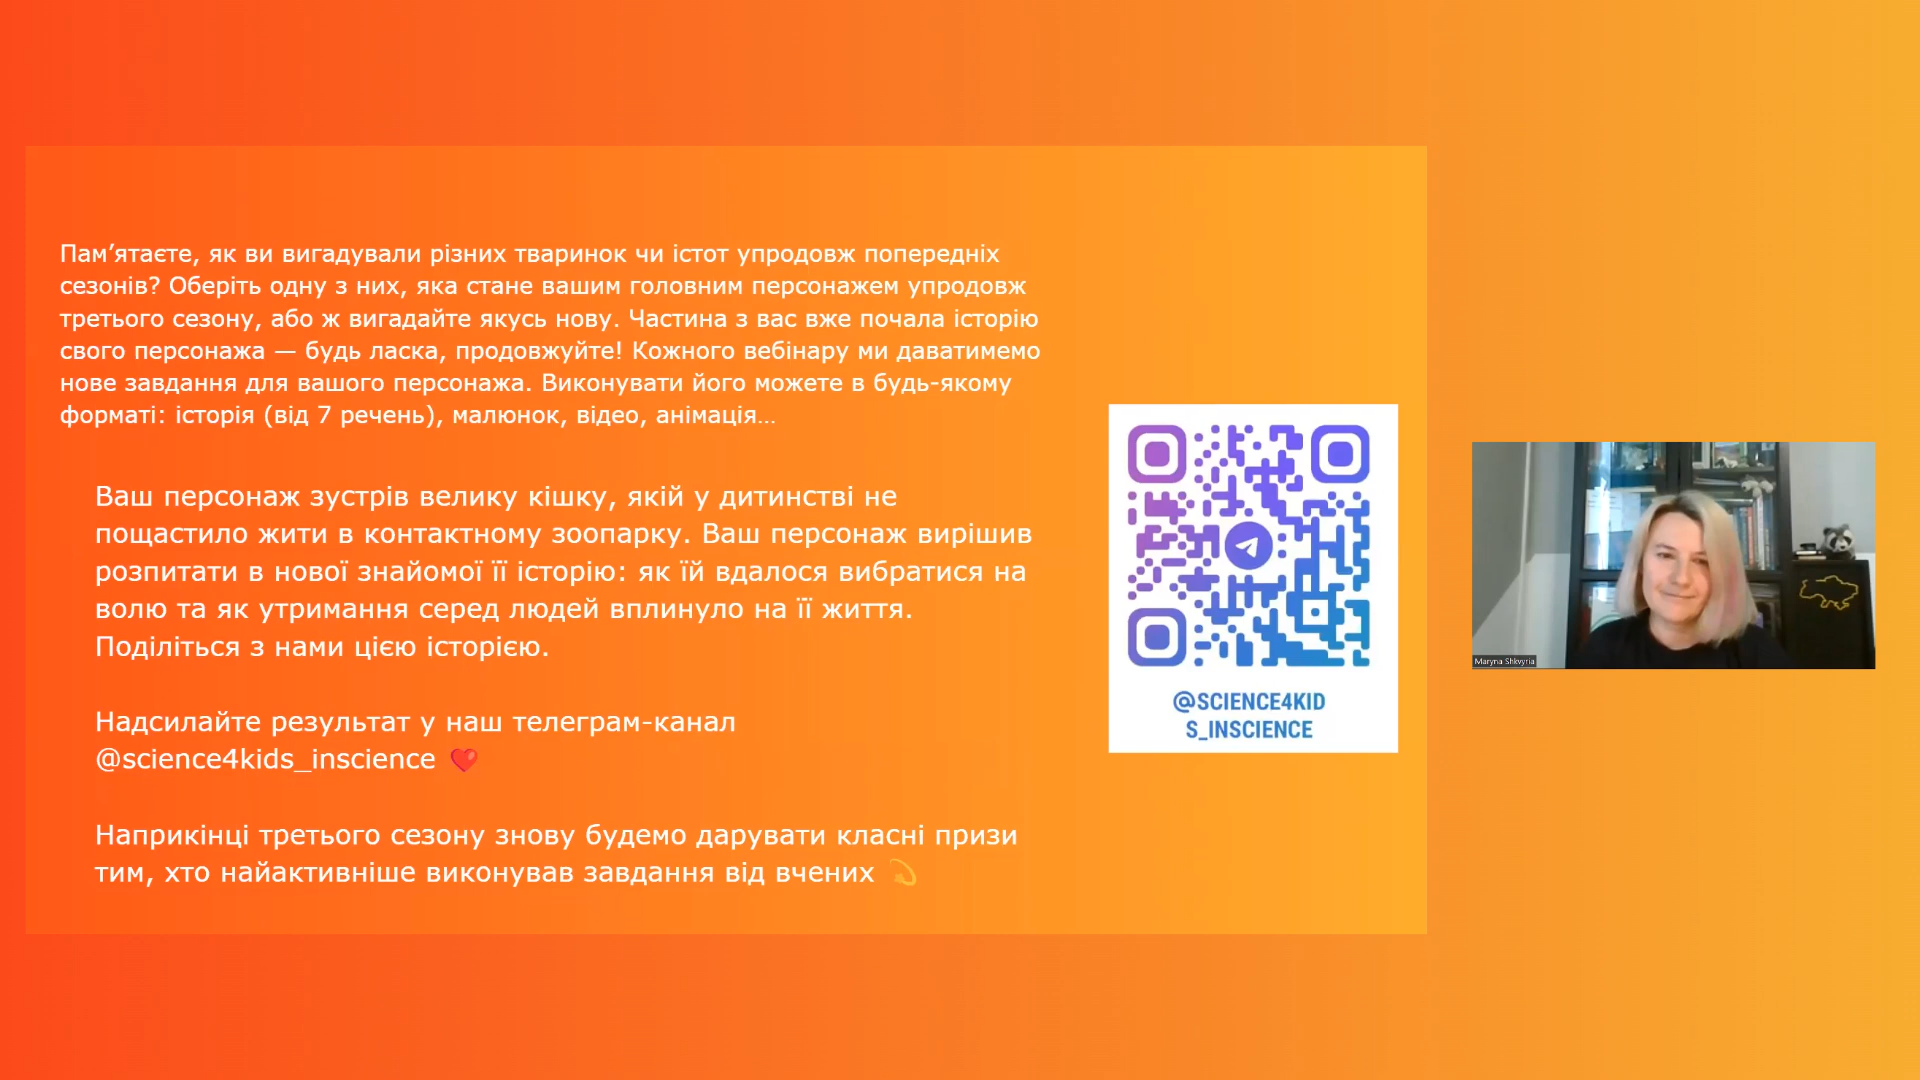 Пам’ятаєте, як ви вигадували різних тваринок чи істот упродовж попередніх
сезонів? Оберіть одну з них, яка стане вашим головним персонажем упродовж
третього сезону, або ж вигадайте якусь нову. Частина з вас вже почала історію
свого персонажа — будь ласка, продовжуйте! Кожного вебінару ми даватимемо
нове завдання для вашого персонажа. Виконувати його можете в будь-якому
форматі: історія (від 7 речень), малюнок, відео, анімація…
Ваш персонаж зустрів велику кішку, якій у дитинстві не
пощастило жити в контактному зоопарку. Ваш персонаж вирішив
розпитати в нової знайомої її історію: як їй вдалося вибратися на
волю та як утримання серед людей вплинуло на її життя.
Поділіться з нами цією історією.
Надсилайте результат у наш телеграм-канал
@science4kids_inscience ❤️
Наприкінці третього сезону знову будемо дарувати класні призи
тим, хто найактивніше виконував завдання від вчених 💫
@SCIENCE4KID
S_INSCIENCE
Maryna Shkvyria